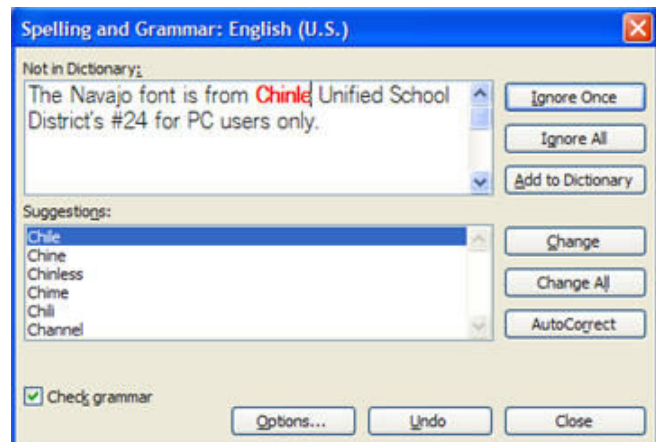 Spelling and Grammar: English (U.S.)
Not in Dictionary:
The Navajo font is from Chinle Unified School
District's #24 for PC users only.
Ignore Once
Ignore All
Add to Dictionary
Suggestions:
Chile
Chine
Chinless
Chime
Chili
Channel
Change
Change All
AutoCorrect
Check grammar
Options...
Undo
Close